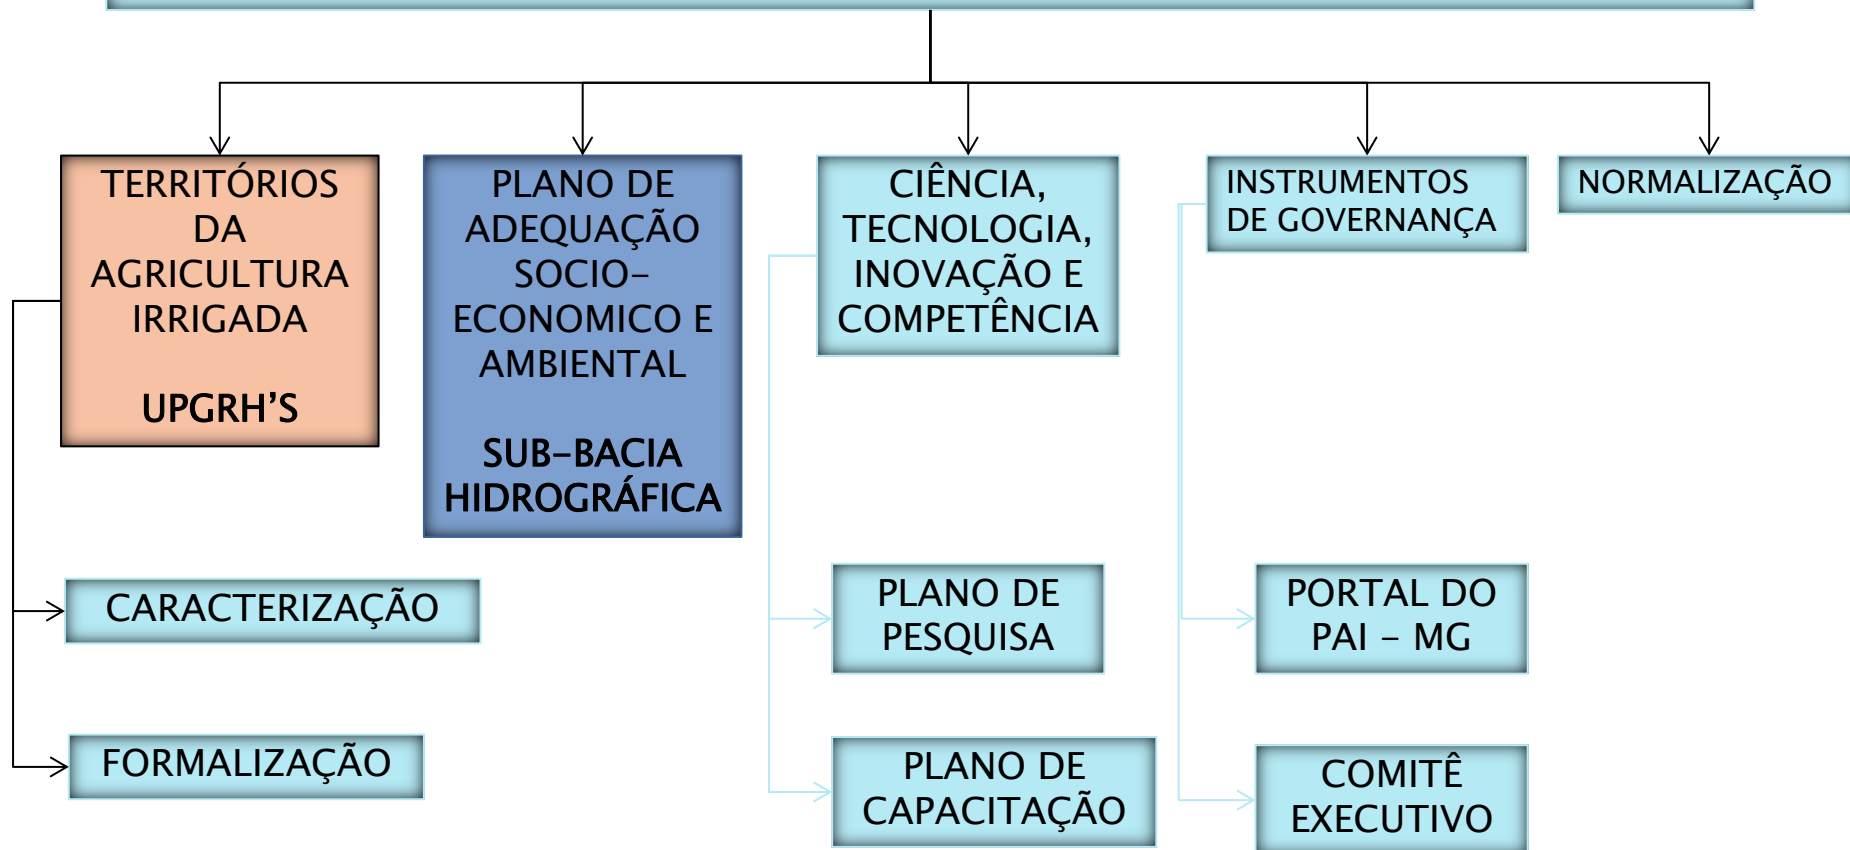 TERRITÓRIOS
DA
AGRICULTURA
IRRIGADA
UPGRH’S
PLANO DE
ADEQUAÇÃO
SOCIO-
ECONOMICO E
AMBIENTAL
SUB-BACIA
HIDROGRÁFICA
CIÊNCIA,
TECNOLOGIA,
INOVAÇÃO E
COMPETÊNCIA
INSTRUMENTOS
DE GOVERNANÇA
NORMALIZAÇÃO
CARACTERIZAÇÃO
FORMALIZAÇÃO
PLANO DE
PESQUISA
PLANO DE
CAPACITAÇÃO
PORTAL DO
PAI - MG
COMITÊ
EXECUTIVO